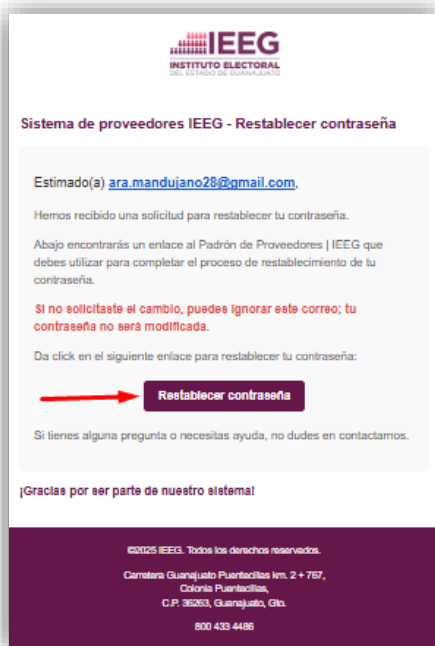 IEEG
INSTITUTO ELECTORAL
DEL ESTADO DE GUANAJUATO
Sistema de proveedores IEEG - Restablecer contraseña
Estimado(a) ara.mandujano28@gmail.com,
Hemos recibido una solicitud para restablecer tu contraseña.
Abajo encontrarás un enlace al Padrón de Proveedores | IEEG que
debes utilizar para completar el proceso de restablecimiento de tu
contraseña.
Si no solicitaste el cambio, puedes ignorar este correo; tu
contraseña no será modificada.
Da click en el siguiente enlace para restablecer tu contraseña:
Restablecer contraseña
Si tienes alguna pregunta o necesitas ayuda, no dudes en contactarnos.
¡Gracias por ser parte de nuestro sistema!
©2025 IEEG. Todos los derechos reservados.
Carretera Guanajuato Puentecillas km. 2 + 767,
Colonia Puentecillas,
C.P. 36263, Guanajuato, Gto.
800 433 4486